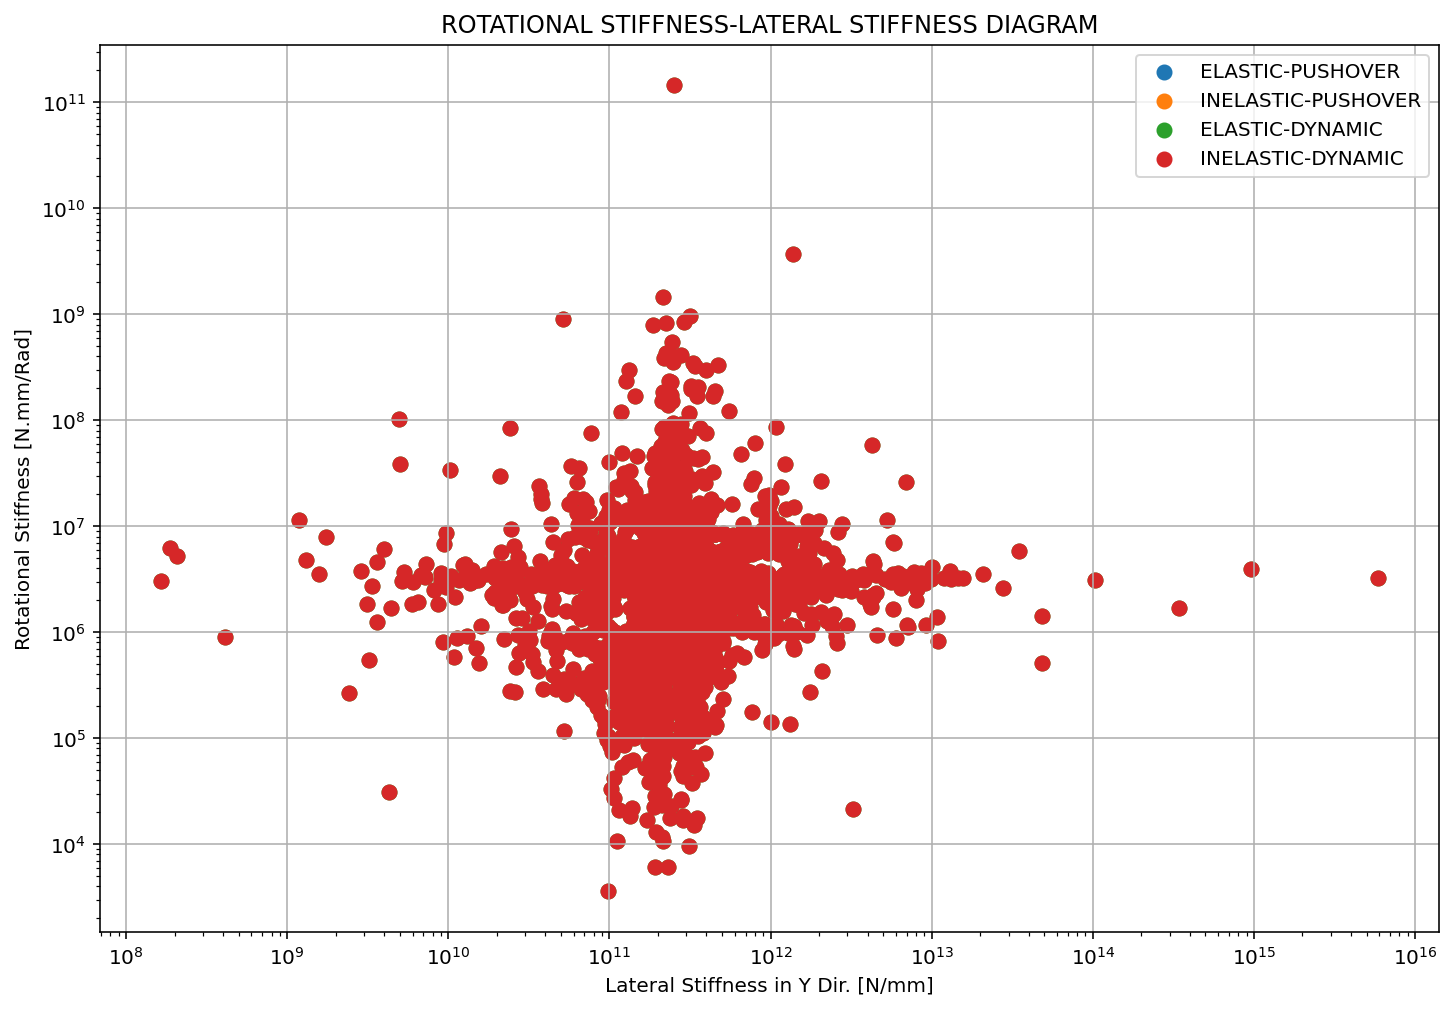 ROTATIONAL STIFFNESS-LATERAL STIFFNESS DIAGRAM
ELASTIC-PUSHOVER
INELASTIC-PUSHOVER
ELASTIC-DYNAMIC
INELASTIC-DYNAMIC
Rotational Stiffness [N.mm/Rad]
10¹¹
10¹⁰
10⁹
10⁸
10⁷
10⁶
10⁵
10⁴
10⁸ 10⁹ 10¹⁰ 10¹¹ 10¹² 10¹³ 10¹⁴ 10¹⁵ 10¹⁶
Lateral Stiffness in Y Dir. [N/mm]